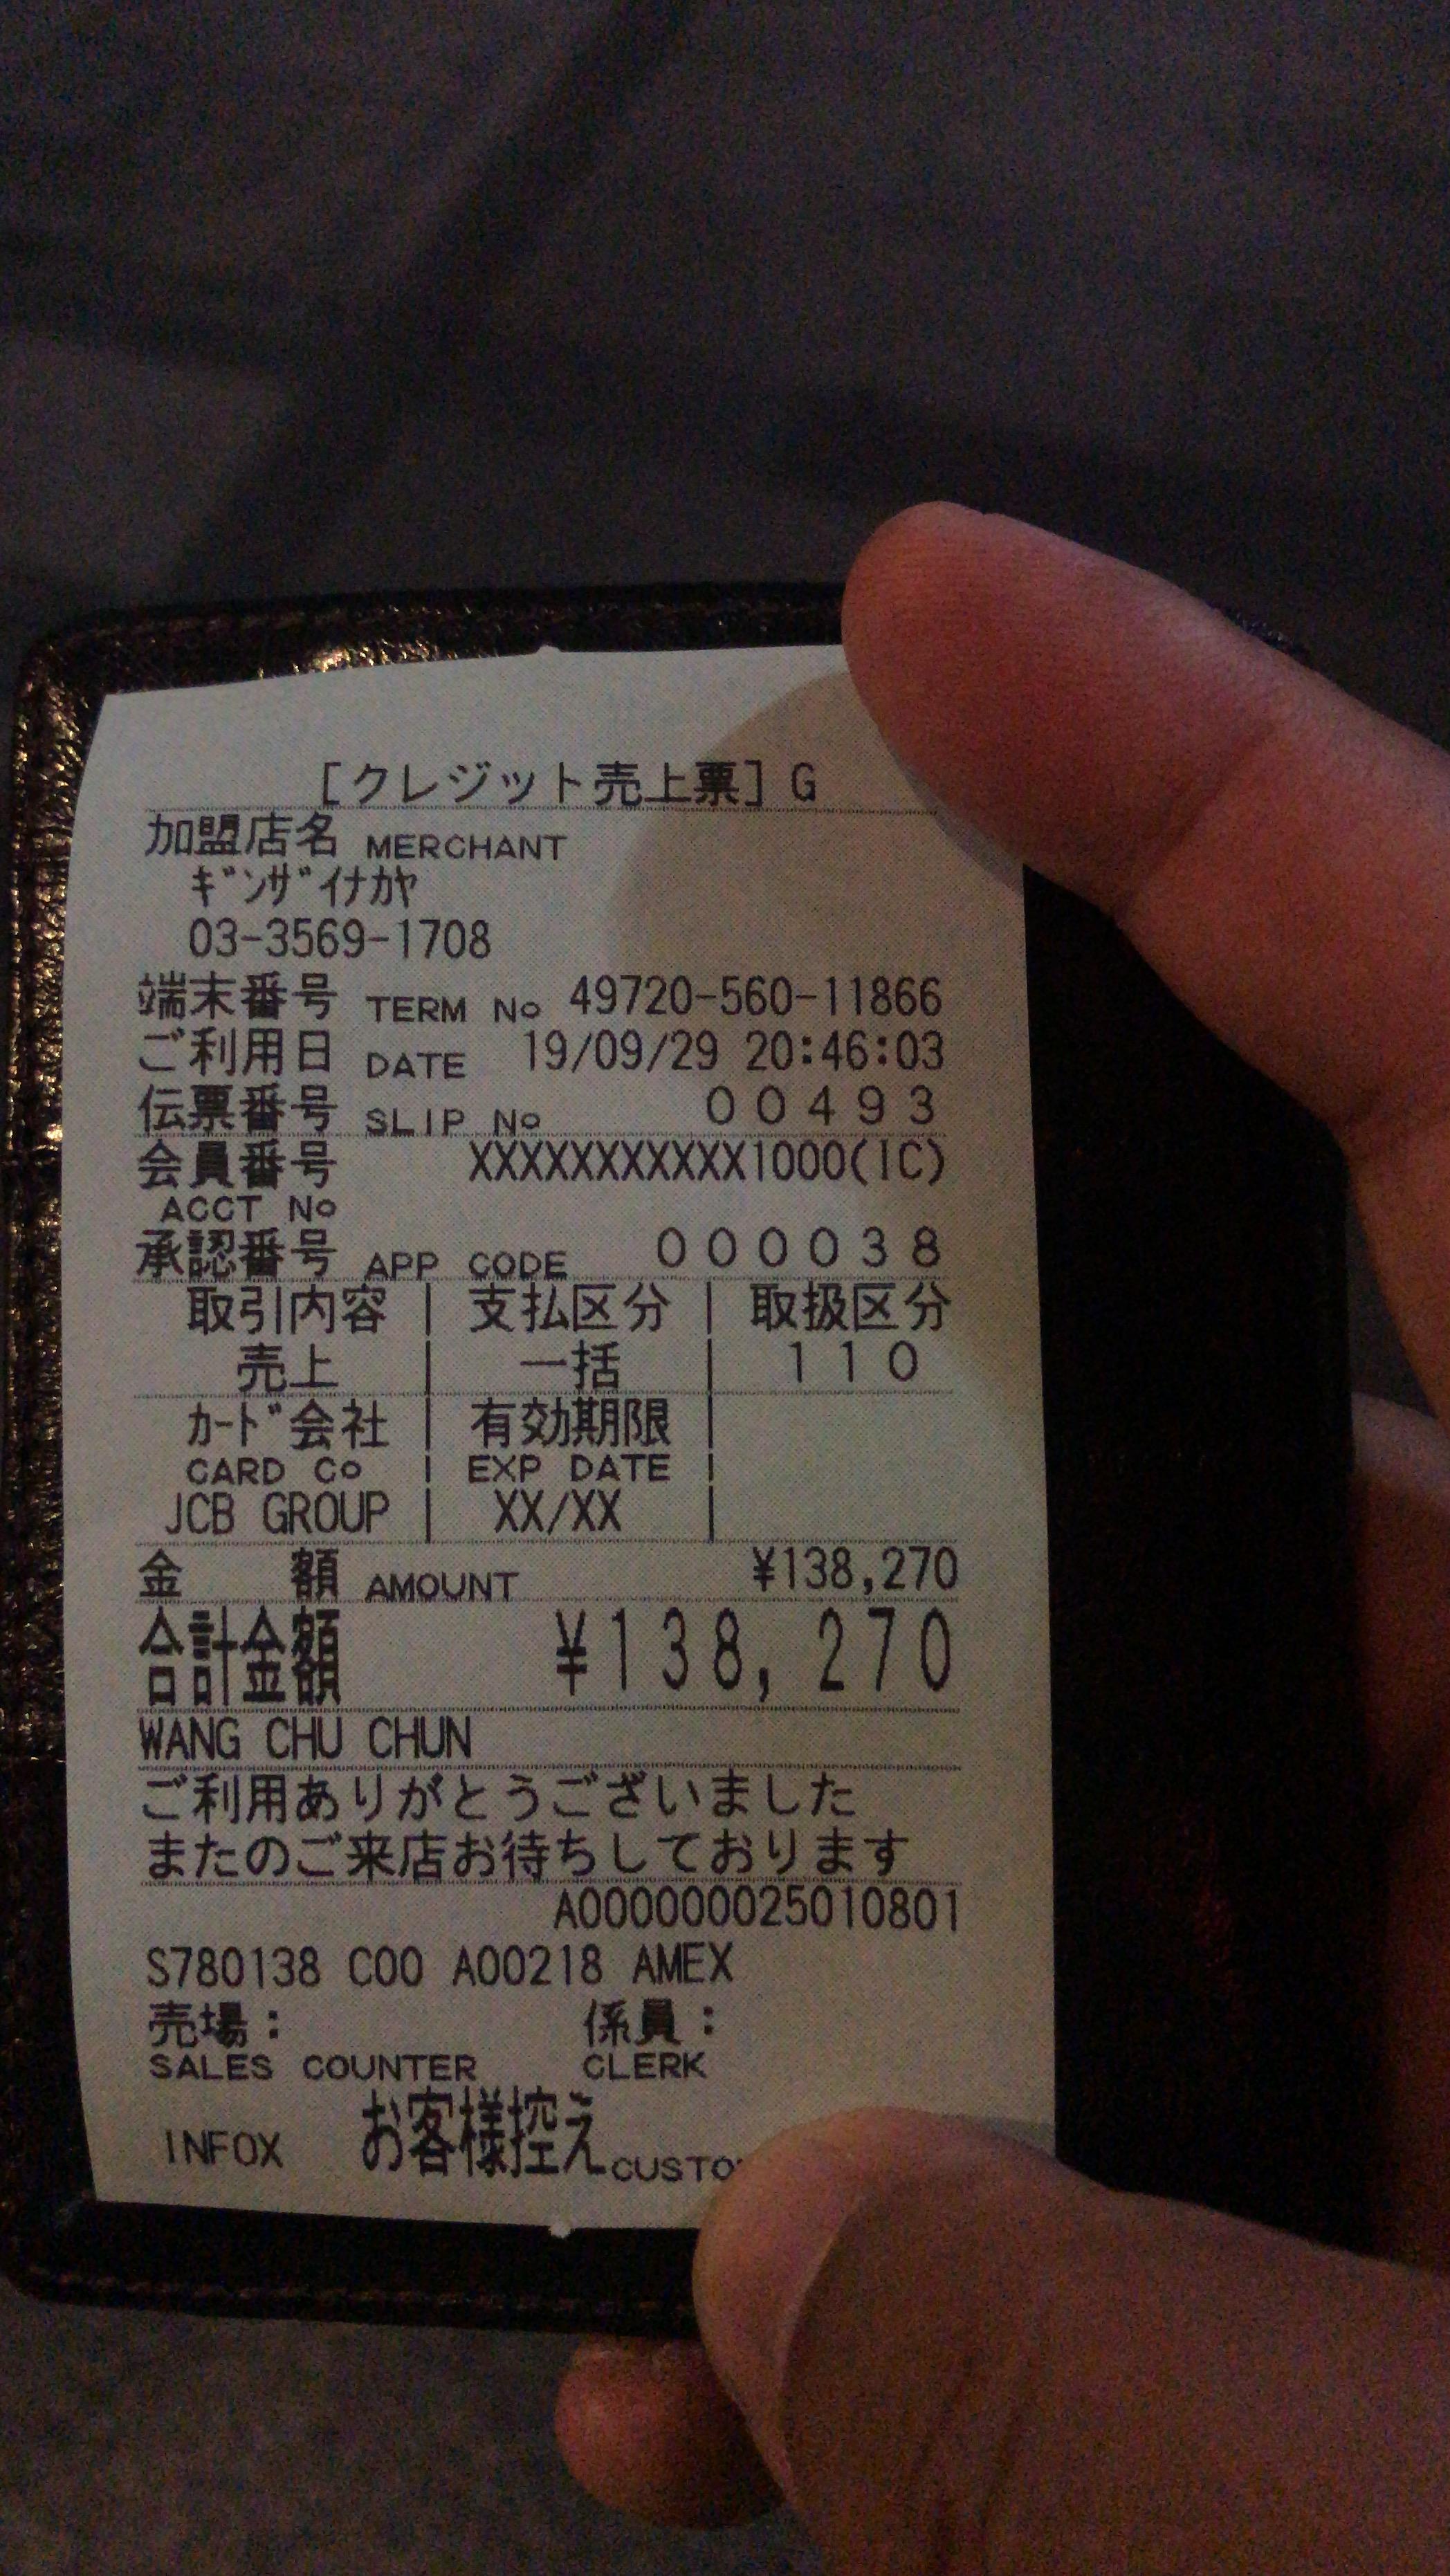 [クレジット売上票] G
加盟店名 MERCHANT
ギンザイナカヤ
03-3569-1708
端末番号 TERM No 49720-560-11866
ご利用日 DATE 19/09/29 20:46:03
伝票番号 SLIP No 00493
会員番号 XXXXXXXXXXX1000(IC)
ACCT No
承認番号 APP CODE 000038
取引内容 | 支払区分 | 取扱区分
売上 | 一括 | 110
カード会社 | 有効期限 |
CARD Co | EXP DATE |
JCB GROUP | XX/XX |
金 額 AMOUNT ¥138,270
合計金額 ¥138,270
WANG CHU CHUN
ご利用ありがとうございました
またのご来店お待ちしております
A000000025010801
S780138 C00 A00218 AMEX
売場: 係員:
SALES COUNTER CLERK
INFOX お客様控え